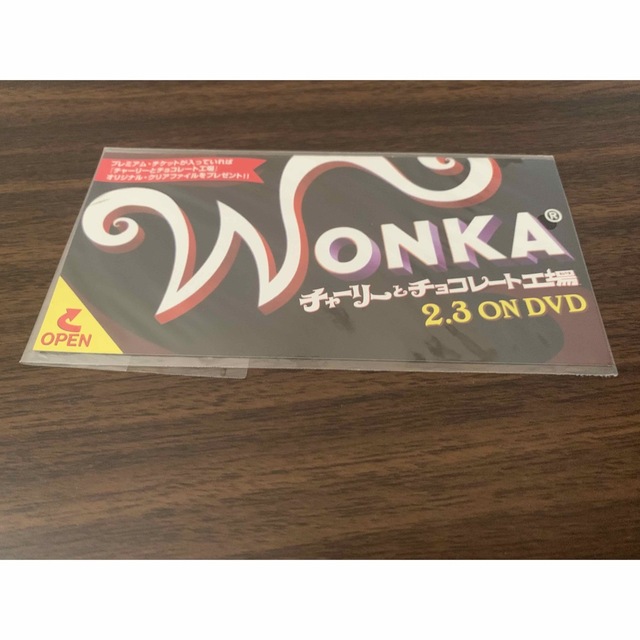 プレミアム・チケットが入っていれば
「チャーリーとチョコレート工場」
オリジナル・クリアファイルをプレゼント!!
WONKA®
チャーリーとチョコレート工場
2.3 ON DVD
OPEN